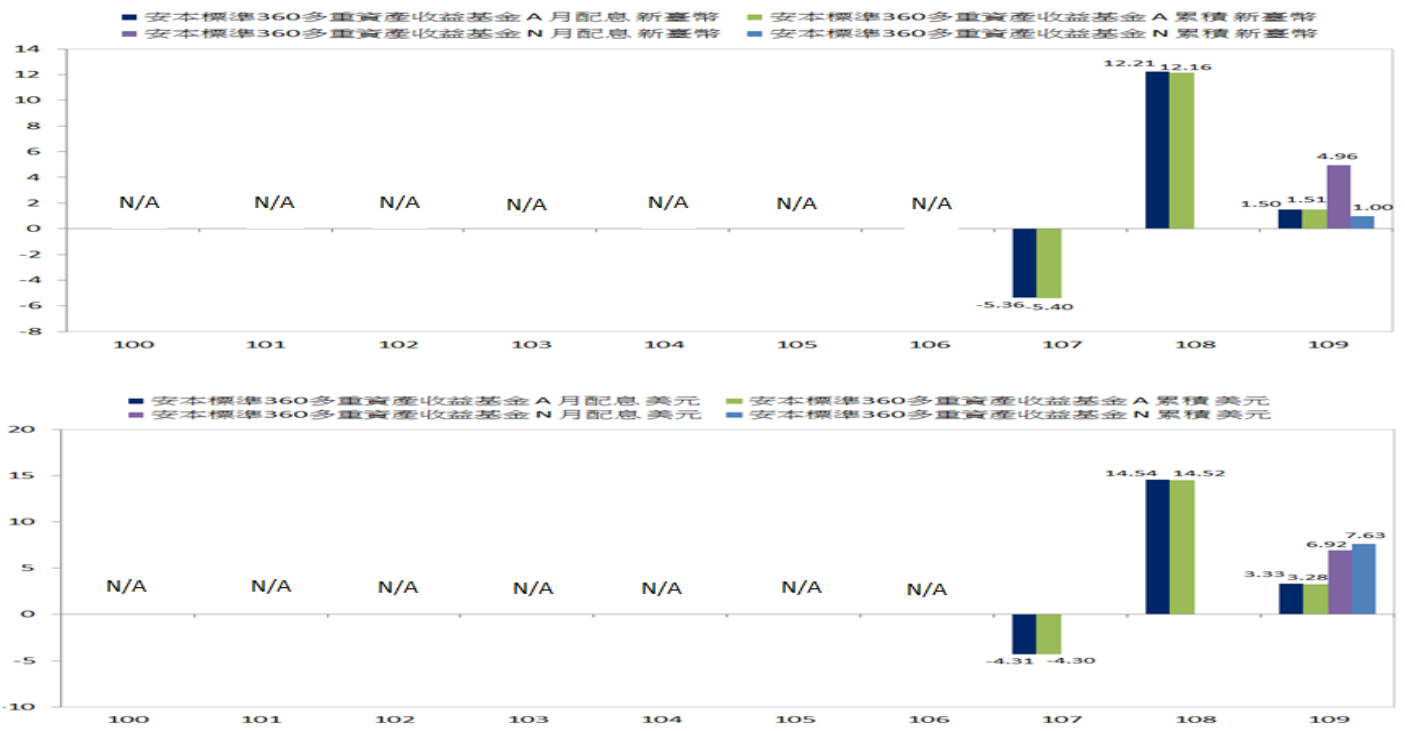 安本標準360多重資產收益基金 A 月配息 新臺幣 安本標準360多重資產收益基金 A 累積 新臺幣
安本標準360多重資產收益基金 N 月配息 新臺幣 安本標準360多重資產收益基金 N 累積 新臺幣
14
12
10
8
6
4
2
0
-2
-4
-6
-8
N/A N/A N/A N/A N/A N/A N/A
-5.36 -5.40
12.21 12.16
1.50 1.51 4.96 1.00
100 101 102 103 104 105 106 107 108 109
安本標準360多重資產收益基金 A 月配息 美元 安本標準360多重資產收益基金 A 累積 美元
安本標準360多重資產收益基金 N 月配息 美元 安本標準360多重資產收益基金 N 累積 美元
20
15
10
5
0
-5
-10
N/A N/A N/A N/A N/A N/A N/A
-4.31 -4.30
14.54 14.52
3.33 3.28 6.92 7.63
100 101 102 103 104 105 106 107 108 109